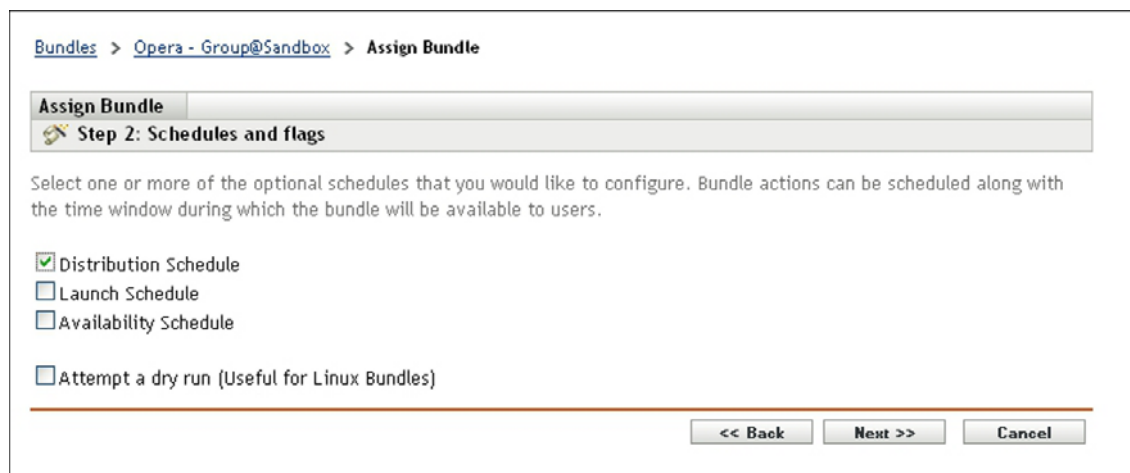 Bundles > Opera - Group@Sandbox > Assign Bundle
Assign Bundle
Step 2: Schedules and flags
Select one or more of the optional schedules that you would like to configure. Bundle actions can be scheduled along with
the time window during which the bundle will be available to users.
Distribution Schedule
Launch Schedule
Availability Schedule
Attempt a dry run (Useful for Linux Bundles)
<< Back Next >> Cancel